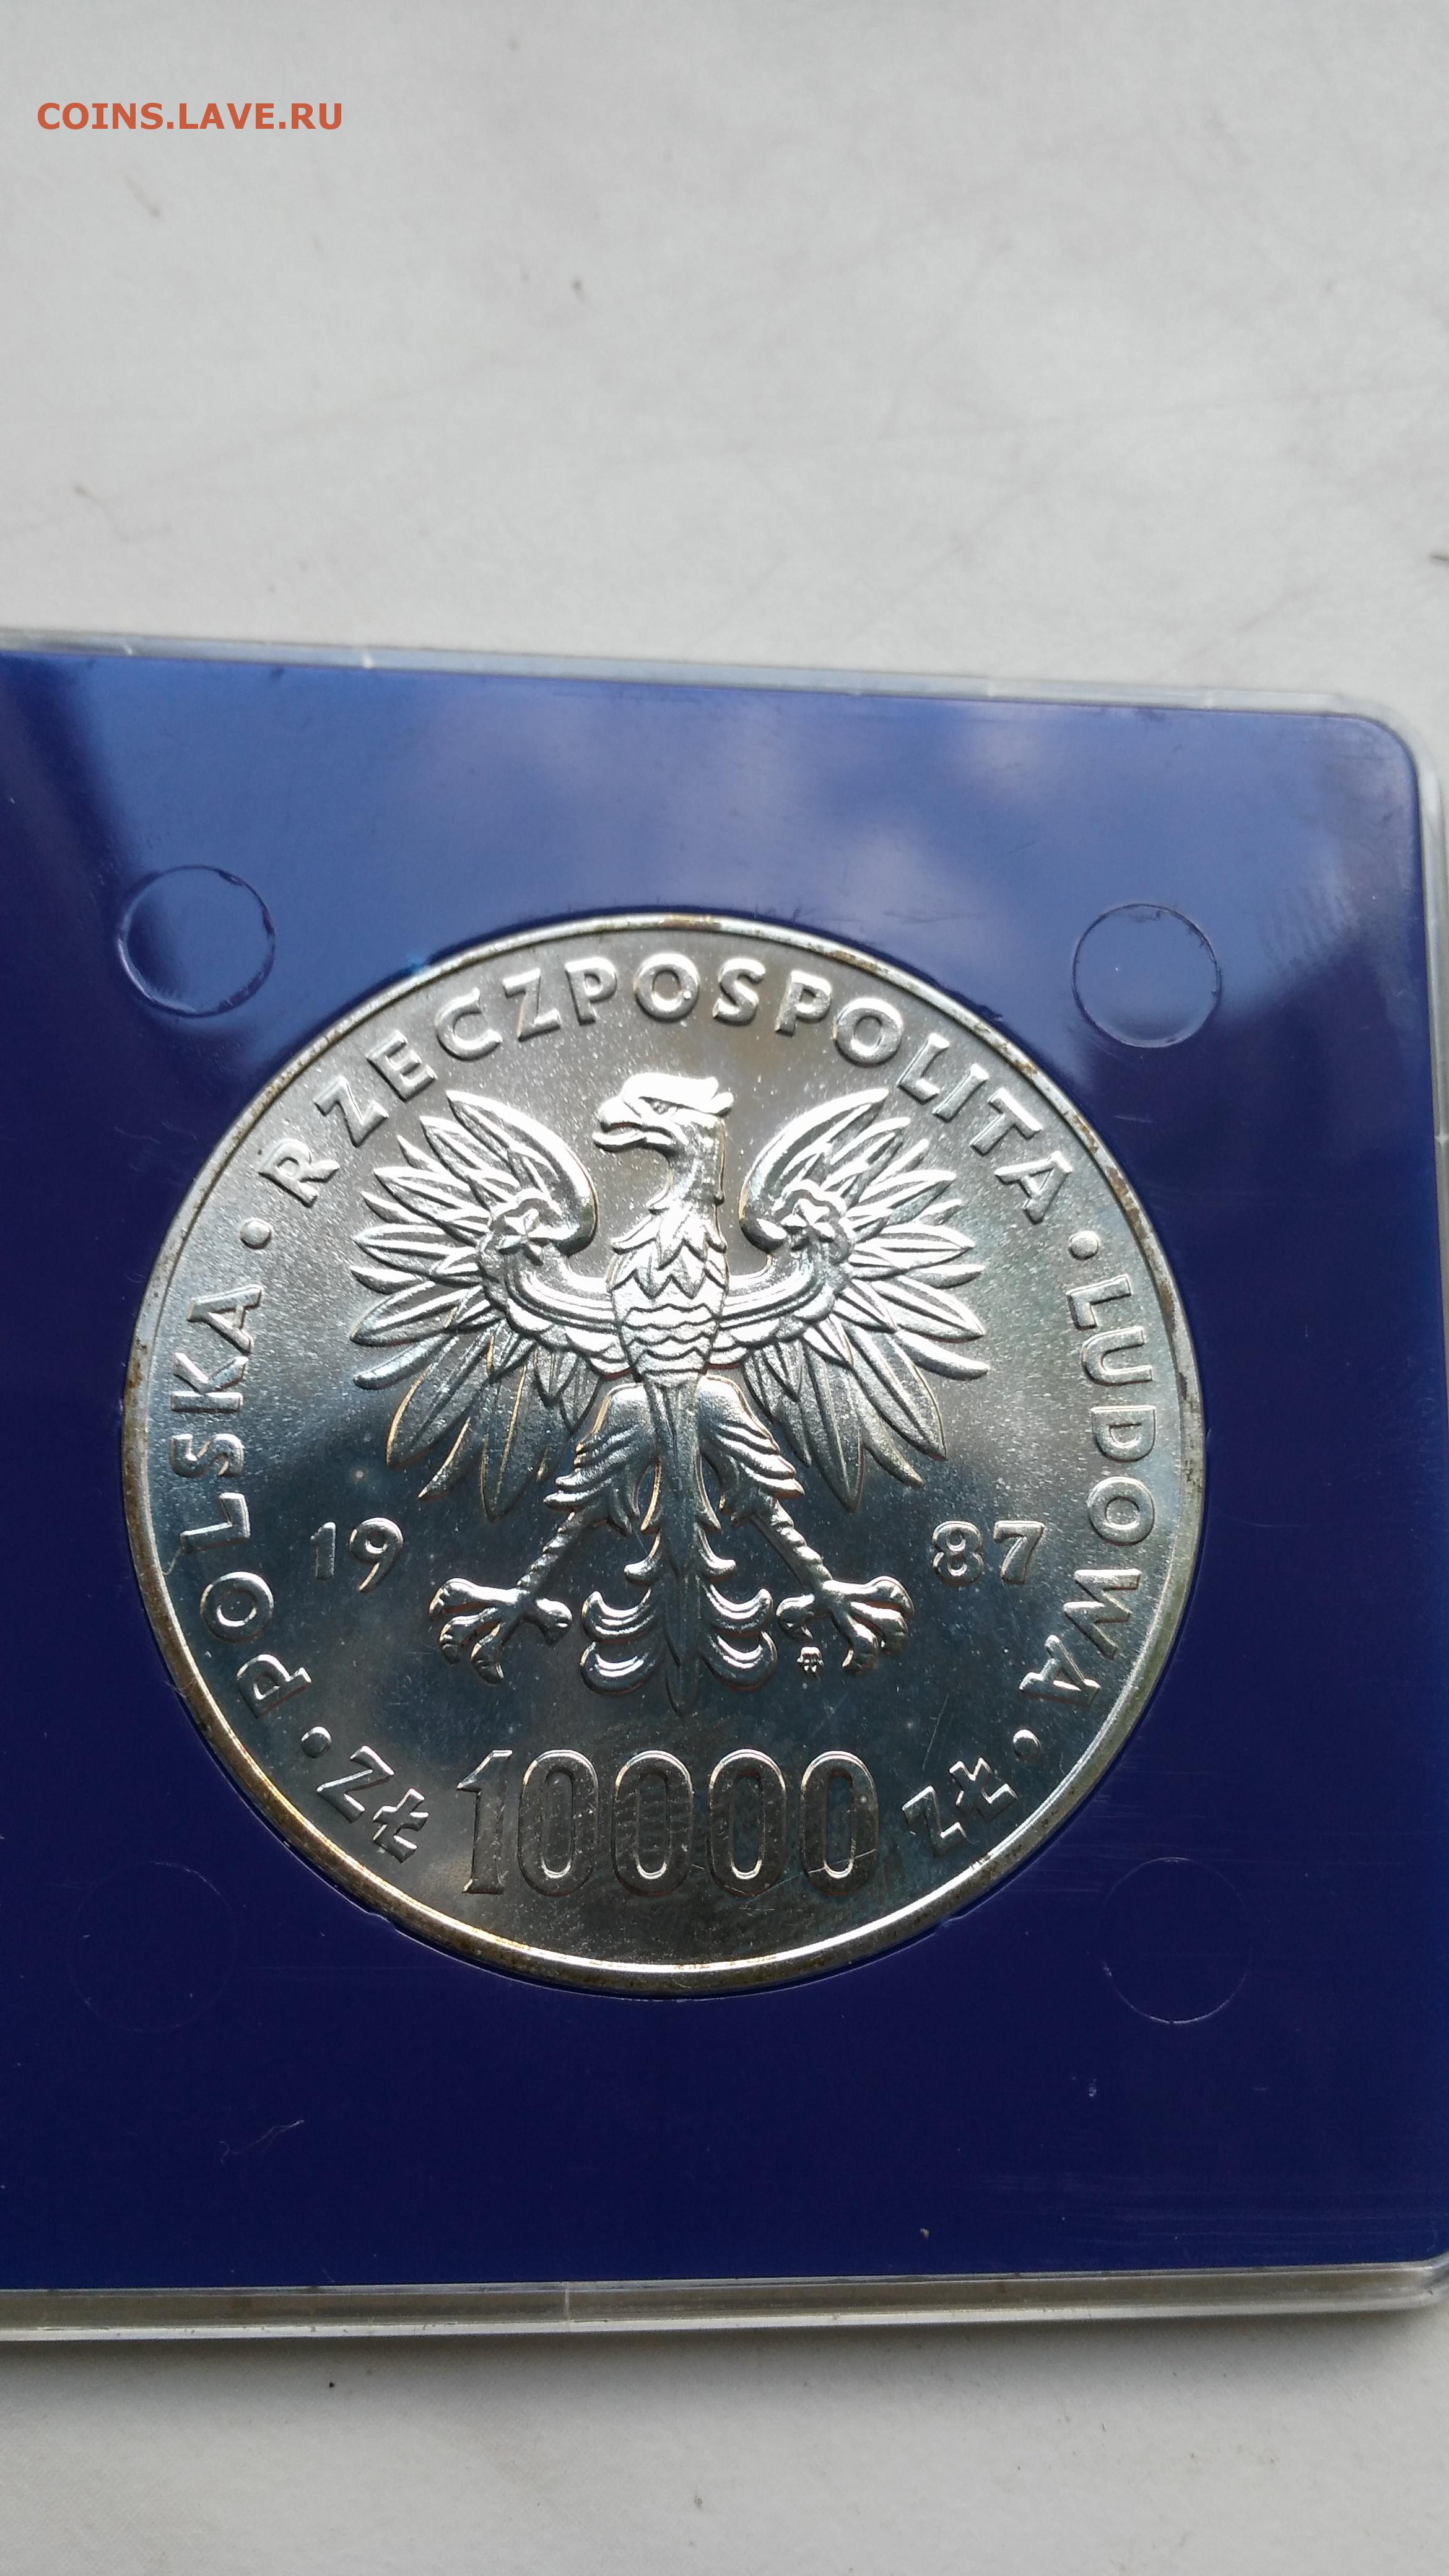 COINS.LAVE.RU
POLSKA · RZECZPOSPOLITA · LUDOWA ·
19 87
· ZŁ 10000 ZŁ